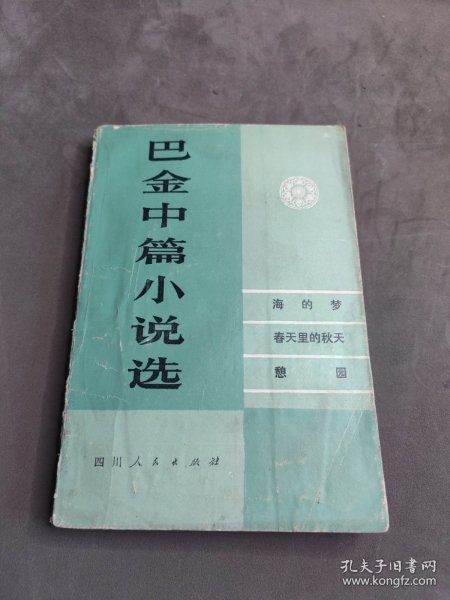 巴金中篇小说选
海的梦
春天里的秋天
憩园
四川人民出版社
孔夫子旧书网
www.kongfz.com